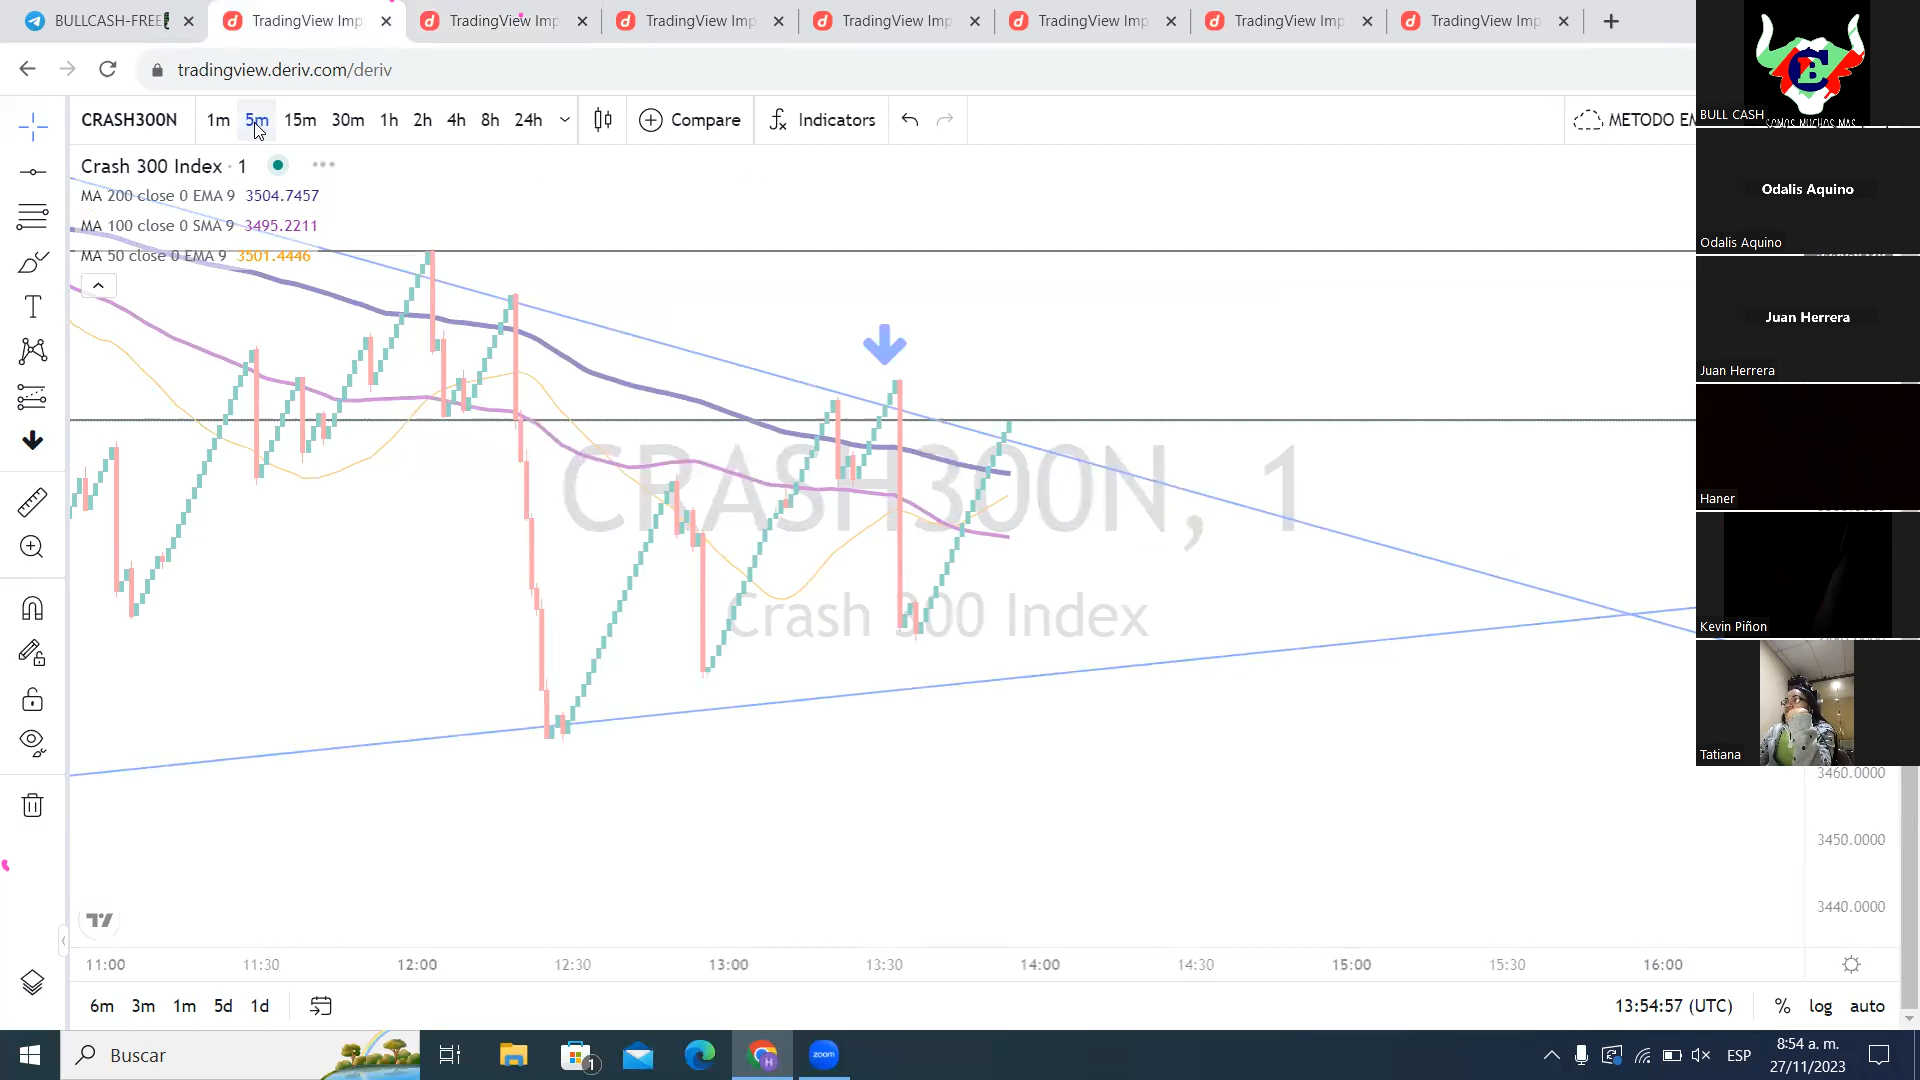 BULLCASH-FREE
TradingView Imp
TradingView Imp
TradingView Imp
TradingView Imp
TradingView Imp
TradingView Imp
TradingView Imp
tradingview.deriv.com/deriv
CRASH300N 1m 5m 15m 30m 1h 2h 4h 8h 24h Compare Indicators METODO EM
Crash 300 Index · 1
MA 200 close 0 EMA 9 3504.7457
MA 100 close 0 SMA 9 3495.2211
MA 50 close 0 EMA 9 3501.4446
CRASH300N, 1
Crash 300 Index
BULL CASH
SOMOS MUCHOS MAS
Odalis Aquino
Odalis Aquino
Juan Herrera
Juan Herrera
Haner
Kevin Piñon
Tatiana
3460.0000
3450.0000
3440.0000
11:00 11:30 12:00 12:30 13:00 13:30 14:00 14:30 15:00 15:30 16:00
6m 3m 1m 5d 1d 13:54:57 (UTC) % log auto
Buscar
1
zoom
H
ESP
8:54 a. m.
27/11/2023